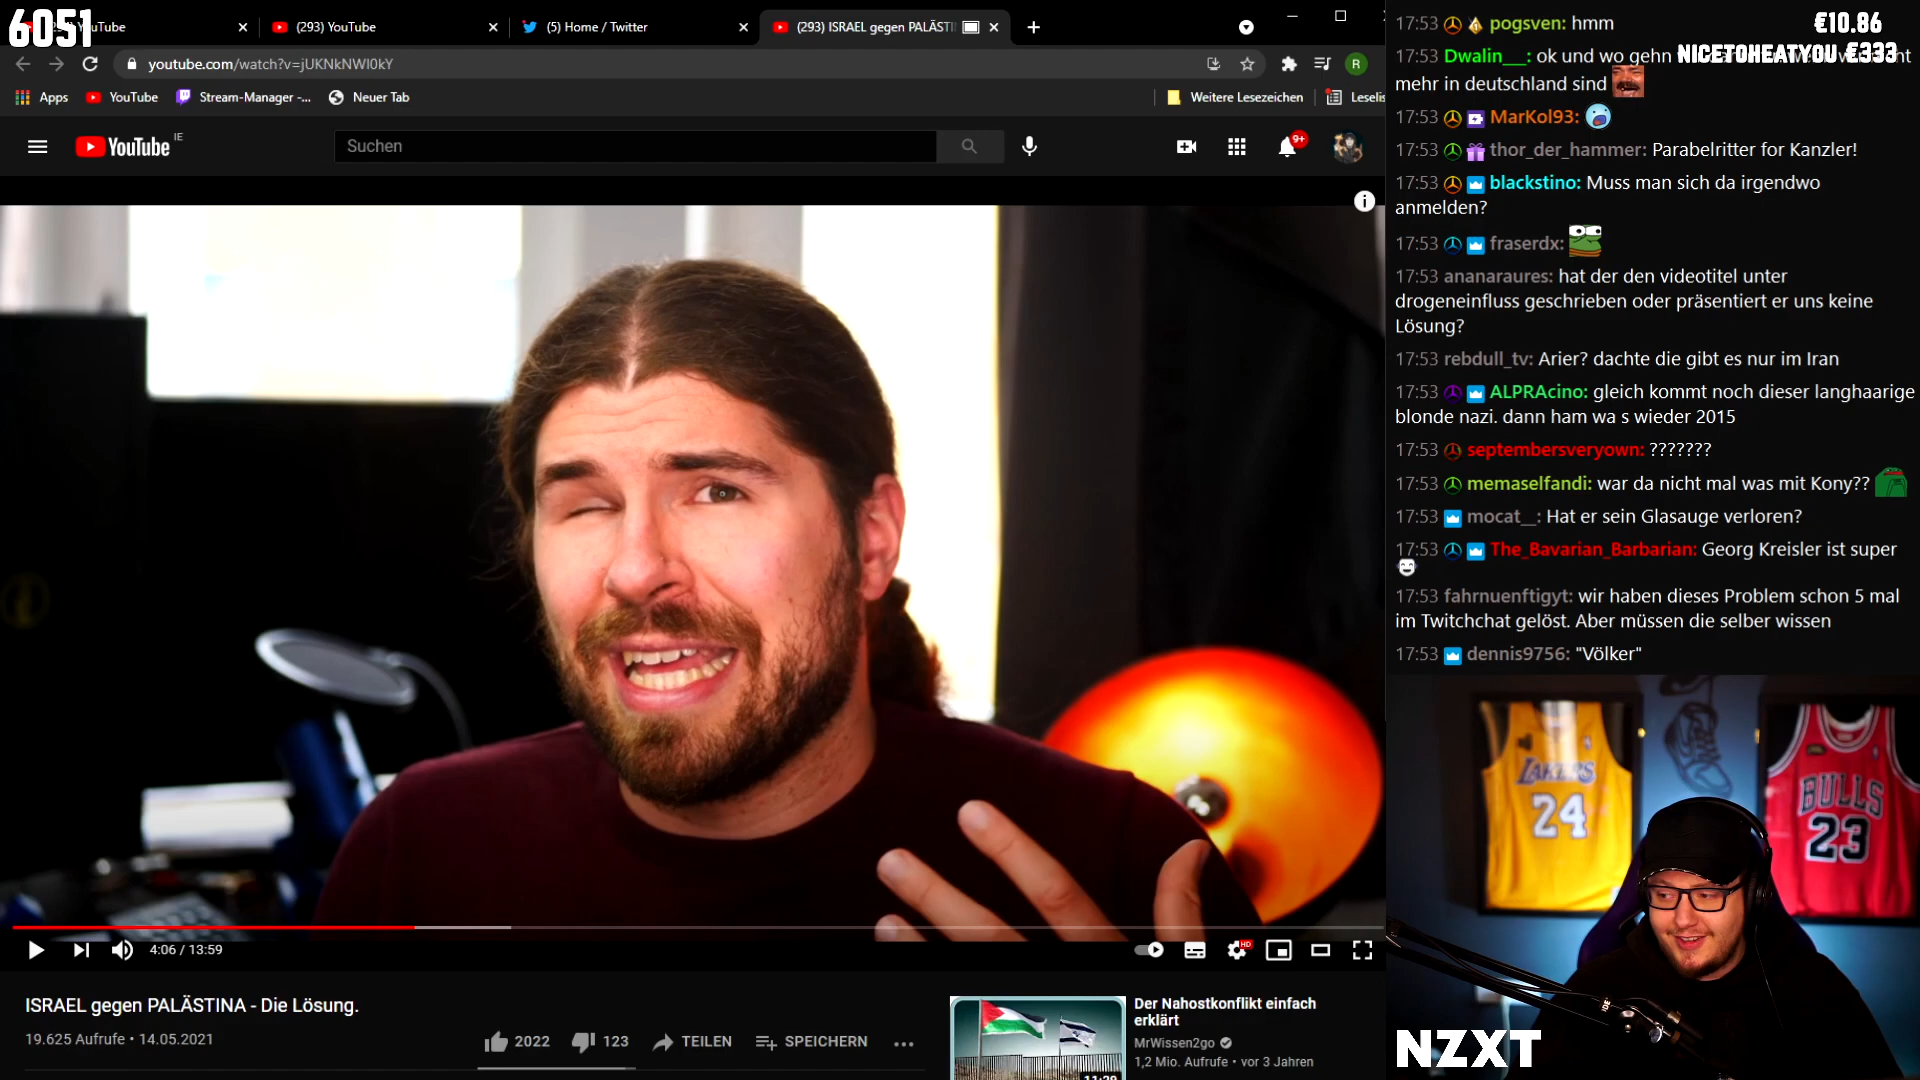 6051
YouTube
(293) YouTube
(5) Home / Twitter
(293) ISRAEL gegen PALÄSTI
youtube.com/watch?v=jUKNkNWI0kY
R
Apps
YouTube
Stream-Manager -...
Neuer Tab
Weitere Lesezeichen
Leselis
YouTube IE
Suchen
9+
4:06 / 13:59
HD
ISRAEL gegen PALÄSTINA - Die Lösung.
19.625 Aufrufe • 14.05.2021
2022
123
TEILEN
SPEICHERN
Der Nahostkonflikt einfach
erklärt
MrWissen2go
1,2 Mio. Aufrufe • vor 3 Jahren
€10.86
NICETOHEATYOU €333
17:53 pogsven: hmm
17:53 Dwalin___: ok und wo gehn
mehr in deutschland sind
17:53 MarKol93:
17:53 thor_der_hammer: Parabelritter for Kanzler!
17:53 blackstino: Muss man sich da irgendwo
anmelden?
17:53 fraserdx:
17:53 ananaraures: hat der den videotitel unter
drogeneinfluss geschrieben oder präsentiert er uns keine
Lösung?
17:53 rebdull_tv: Arier? dachte die gibt es nur im Iran
17:53 ALPRAcino: gleich kommt noch dieser langhaarige
blonde nazi. dann ham wa s wieder 2015
17:53 septembersveryown: ???????
17:53 memaselfandi: war da nicht mal was mit Kony??
17:53 mocat__: Hat er sein Glasauge verloren?
17:53 The_Bavarian_Barbarian: Georg Kreisler ist super
17:53 fahrnuenftigyt: wir haben dieses Problem schon 5 mal
im Twitchchat gelöst. Aber müssen die selber wissen
17:53 dennis9756: "Völker"
LAKERS
24
BULLS
23
NZXT